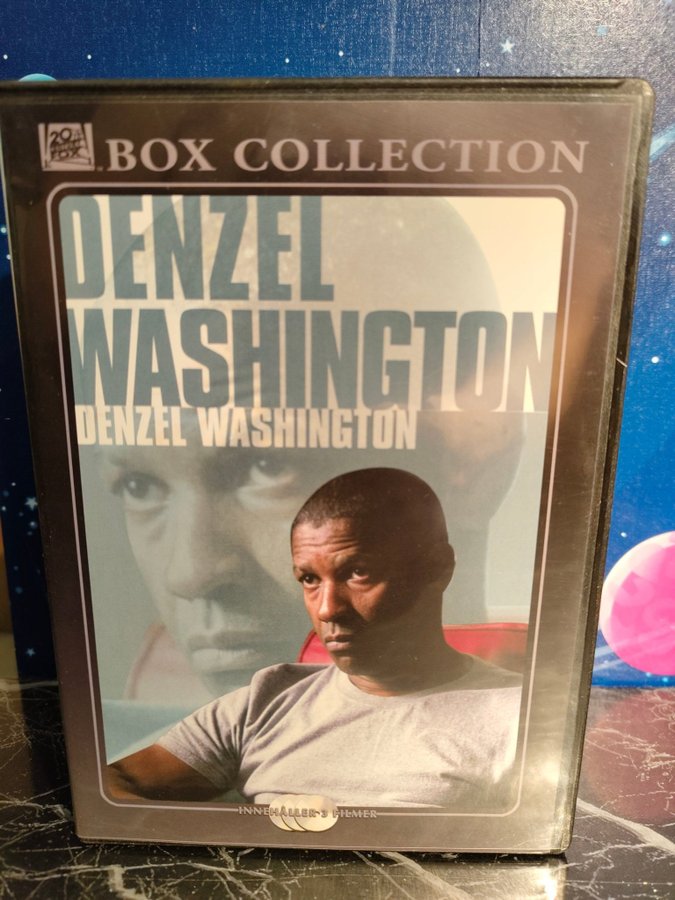 20th
CENTURY
FOX
BOX COLLECTION
DENZEL
WASHINGTON
DENZEL WASHINGTON
INNEHÅLLER 3 FILMER